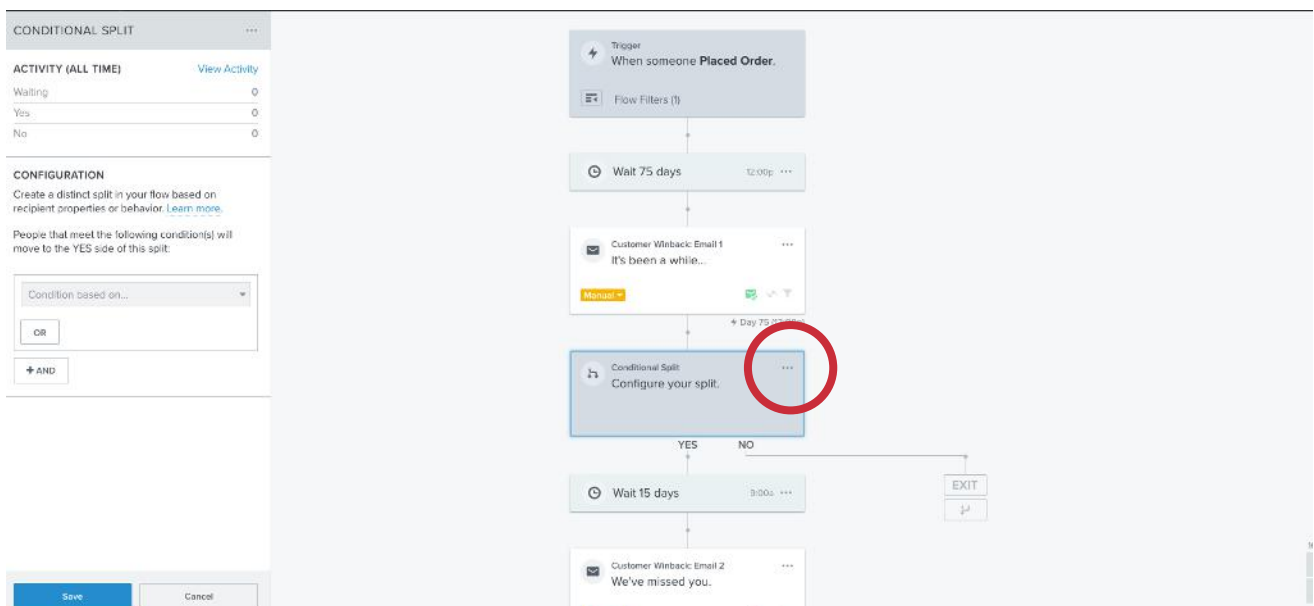 CONDITIONAL SPLIT
ACTIVITY (ALL TIME) View Activity
Waiting 0
Yes 0
No 0
CONFIGURATION
Create a distinct split in your flow based on
recipient properties or behavior. Learn more.
People that meet the following condition(s) will
move to the YES side of this split:
Condition based on...
OR
+ AND
Save Cancel
Trigger
When someone Placed Order.
Flow Filters (1)
Wait 75 days 12:00p
Customer Winback: Email 1
It's been a while...
Manual
Day 75
Conditional Split
Configure your split.
YES NO
Wait 15 days 9:00a
EXIT
Customer Winback: Email 2
We've missed you.